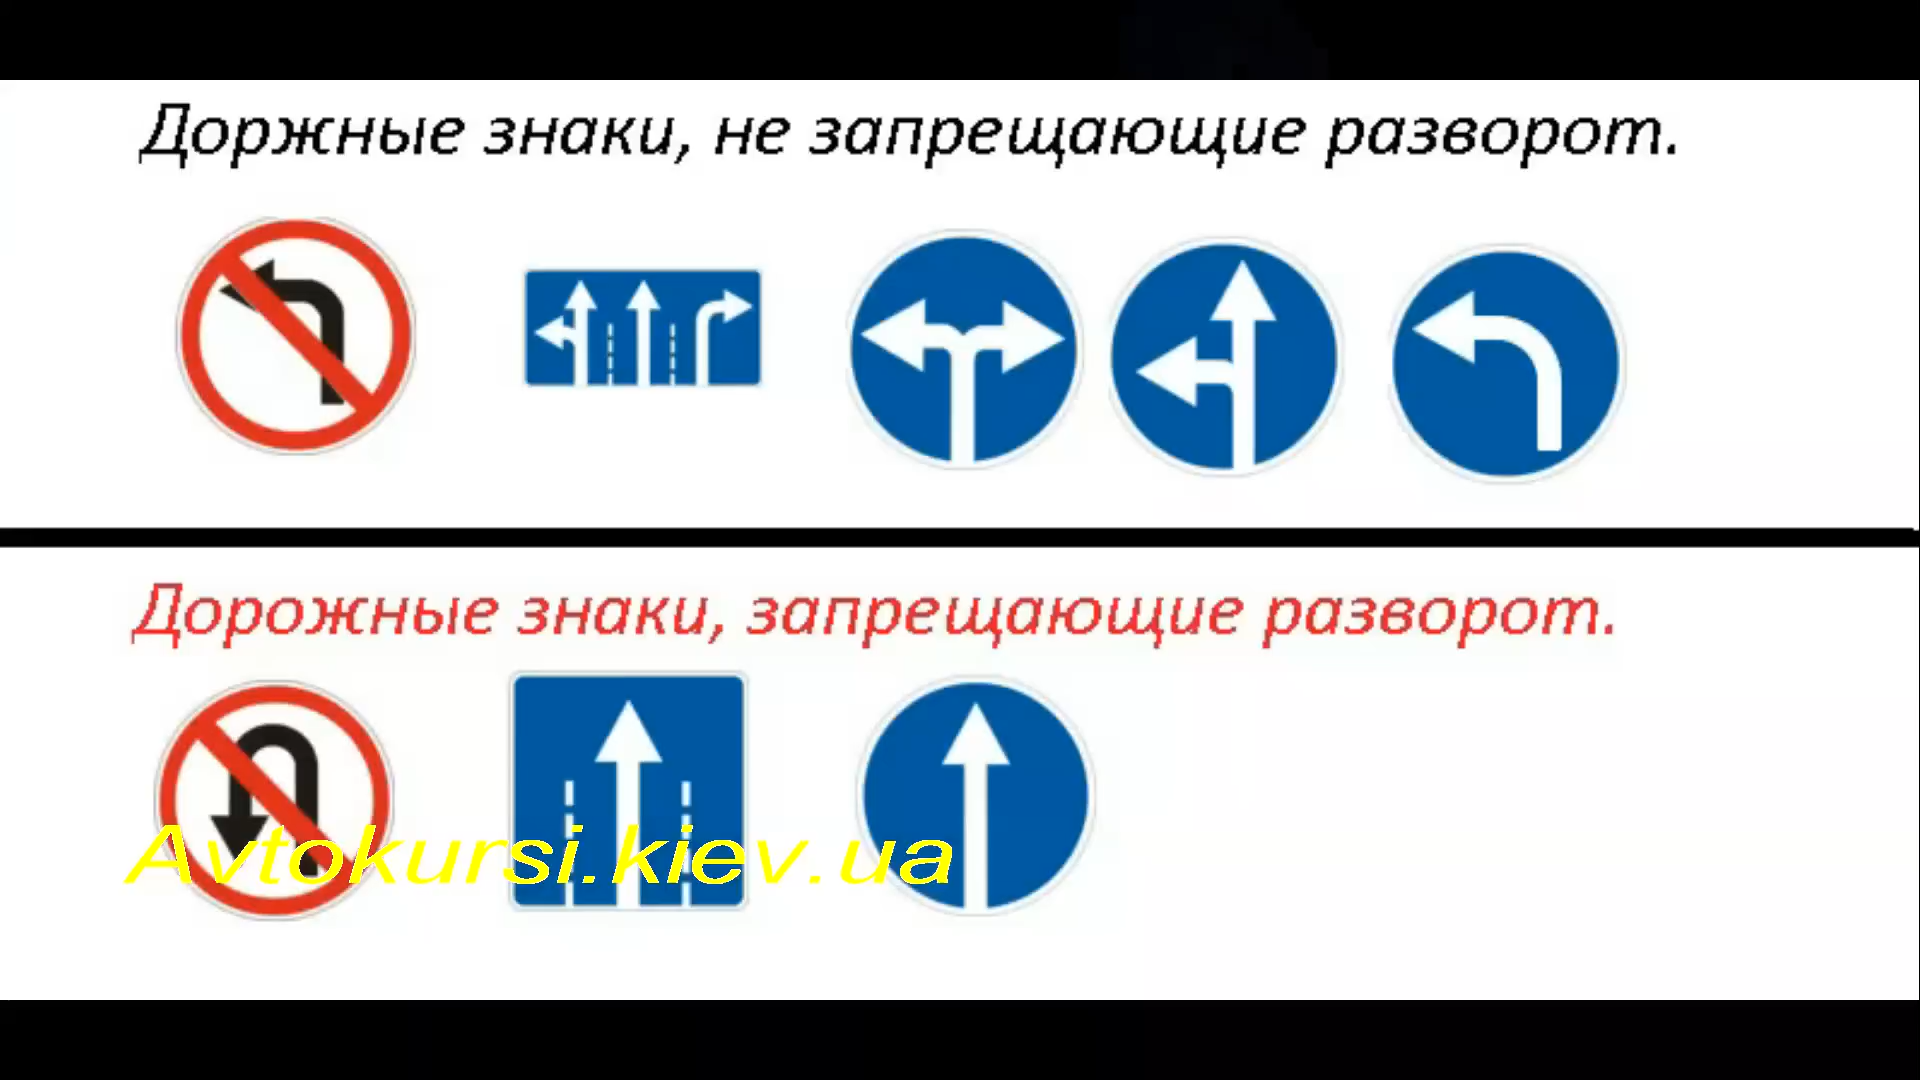 Доржные знаки, не запрещающие разворот.
Дорожные знаки, запрещающие разворот.
Avtokursi.kiev.ua